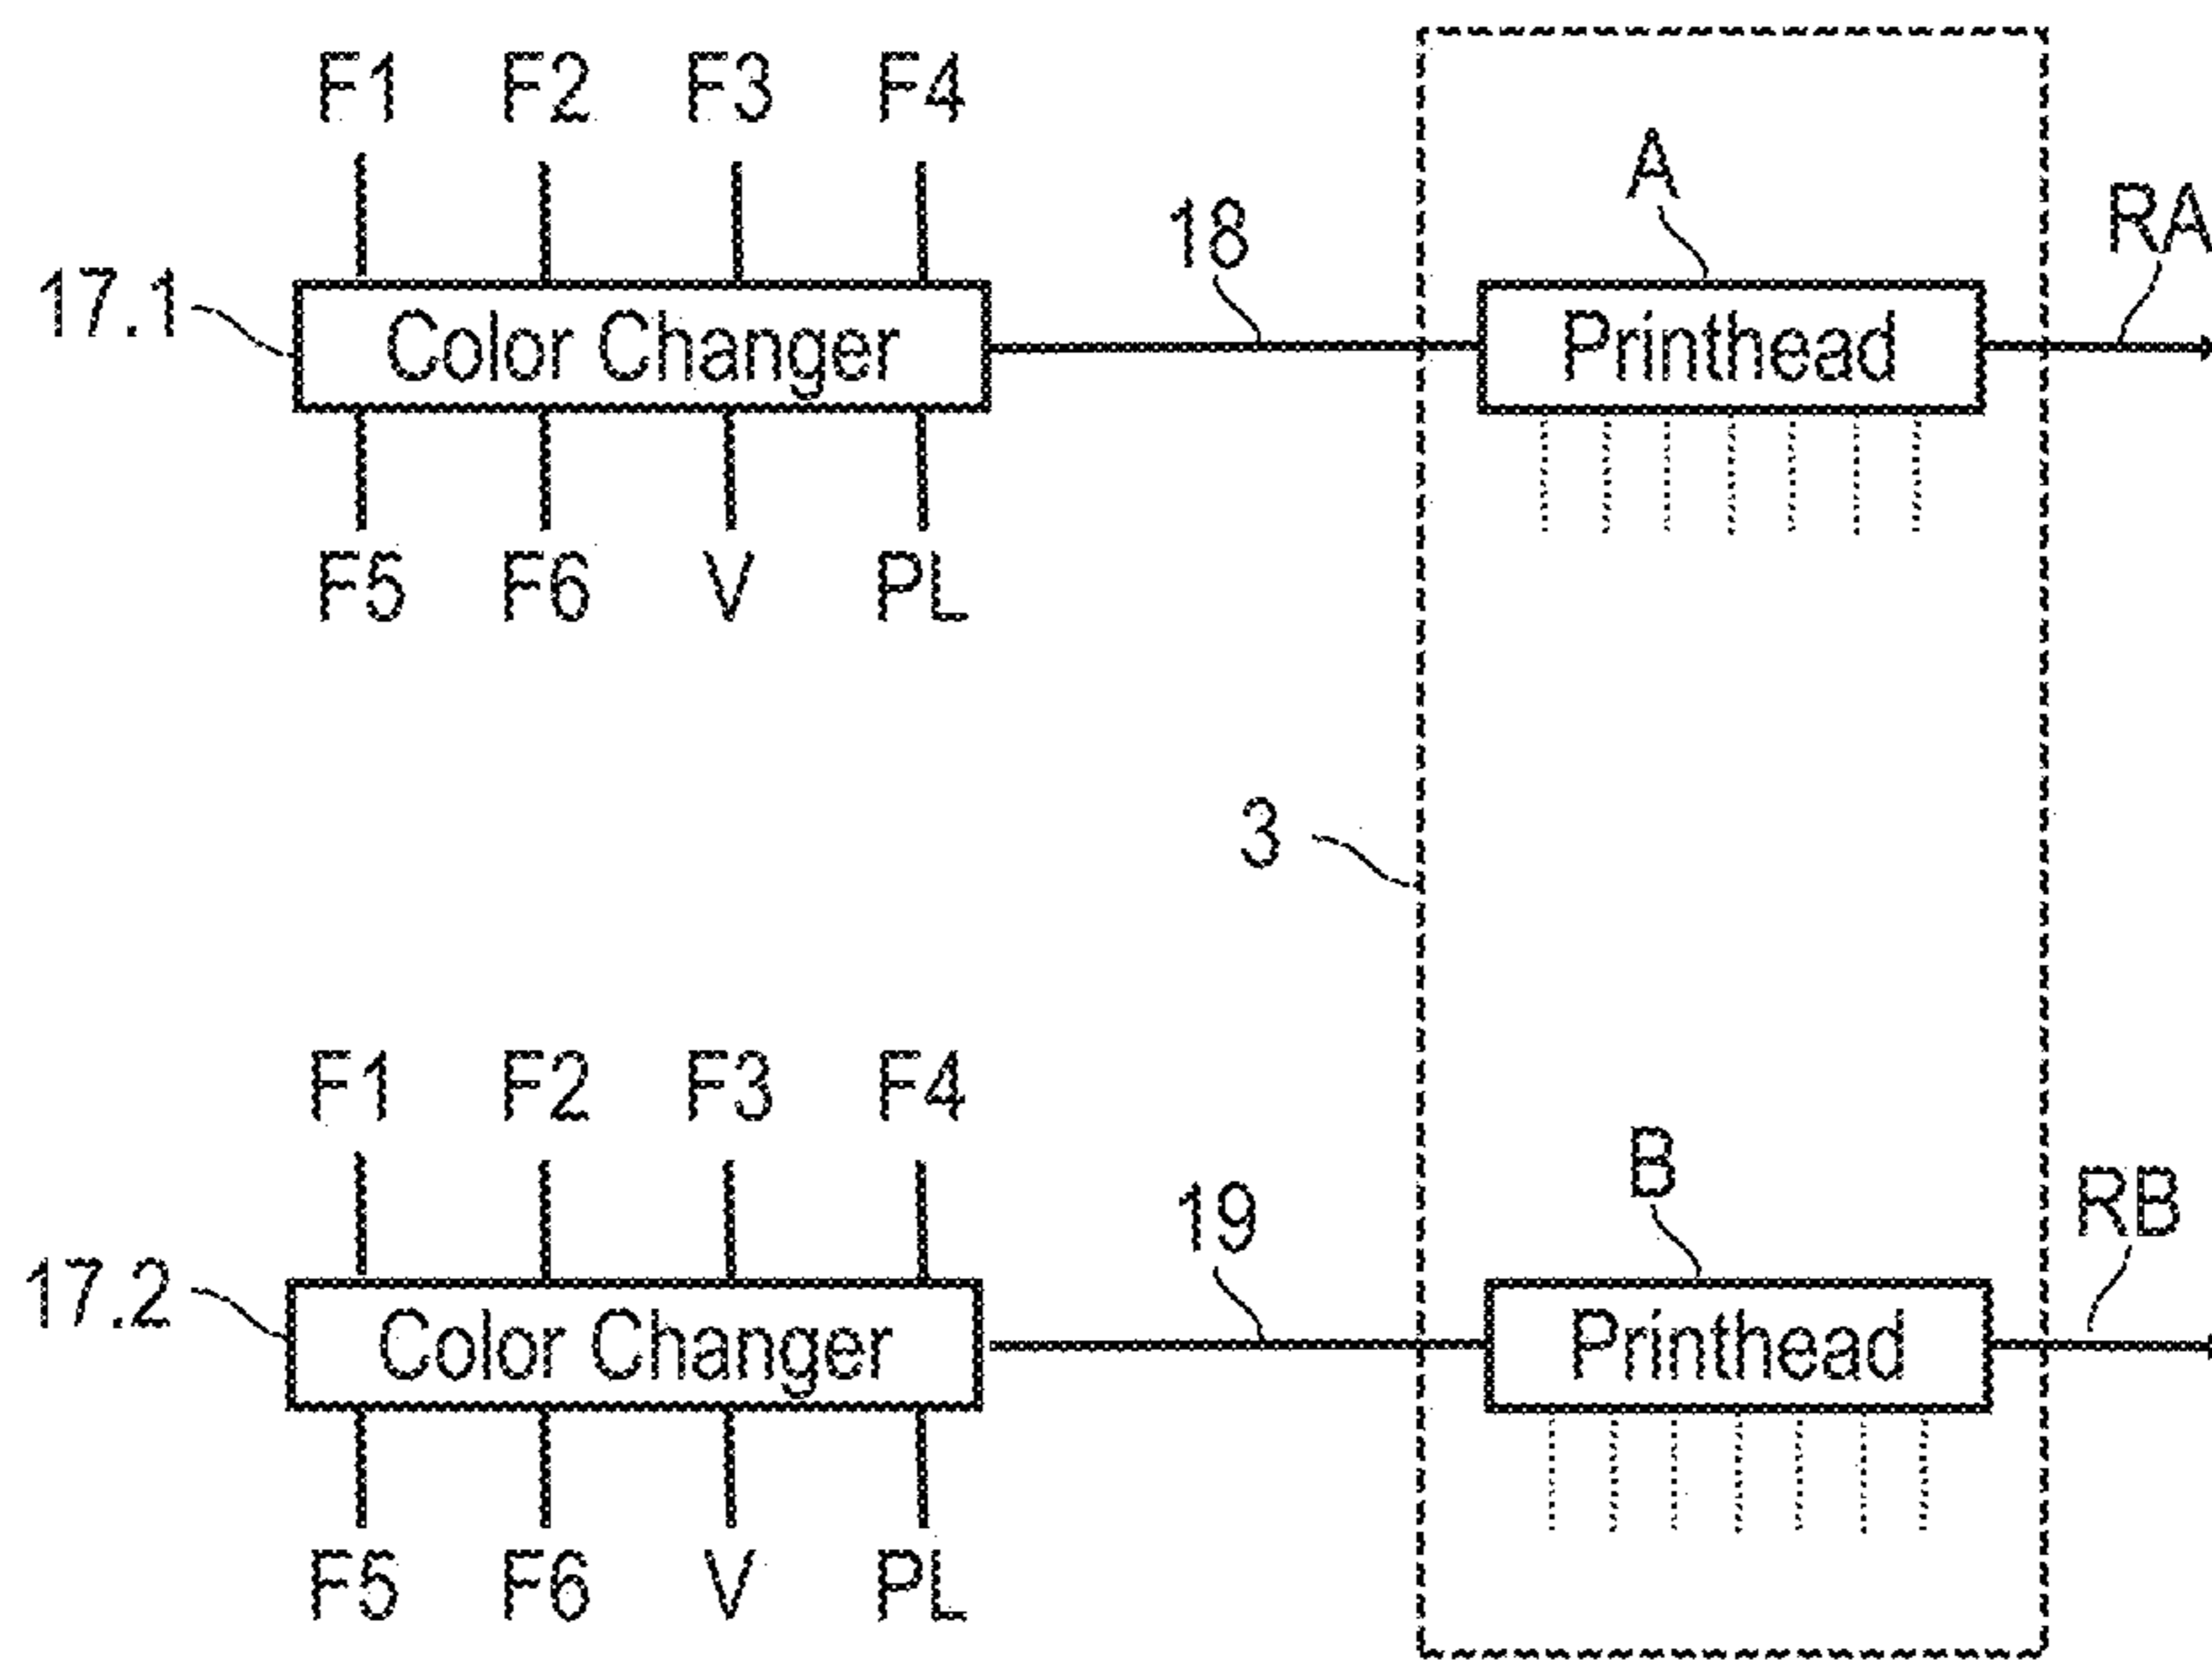 F1 F2 F3 F4
A
18
RA
17.1
Color Changer
Printhead
F5 F6 V PL
3
F1 F2 F3 F4
B
19
RB
17.2
Color Changer
Printhead
F5 F6 V PL